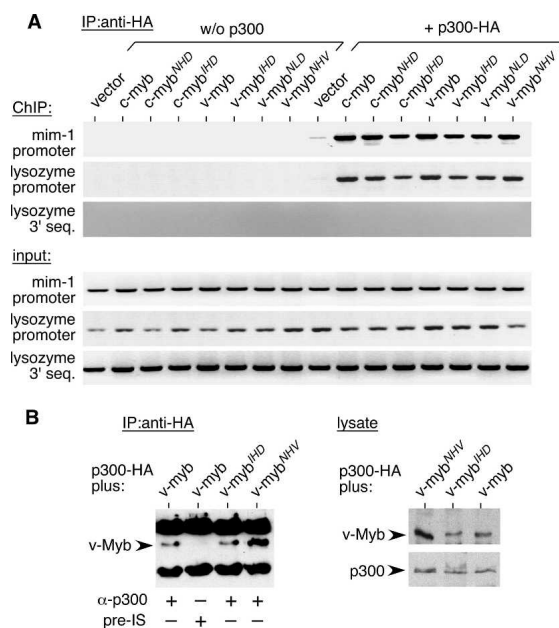 A
IP:anti-HA
w/o p300
+ p300-HA
vector c-myb c-myb^NHD c-myb^IHD v-myb v-myb^IHD v-myb^NLD v-myb^NHV vector c-myb c-myb^NHD c-myb^IHD v-myb v-myb^IHD v-myb^NLD v-myb^NHV
ChIP:
mim-1
promoter
lysozyme
promoter
lysozyme
3' seq.
input:
mim-1
promoter
lysozyme
promoter
lysozyme
3' seq.
B
IP:anti-HA
p300-HA
plus:
v-myb v-myb v-myb^IHD v-myb^NHV
v-Myb
α-p300 + – + +
pre-IS – + – –
lysate
p300-HA
plus:
v-myb^NHV v-myb^IHD v-myb
v-Myb
p300